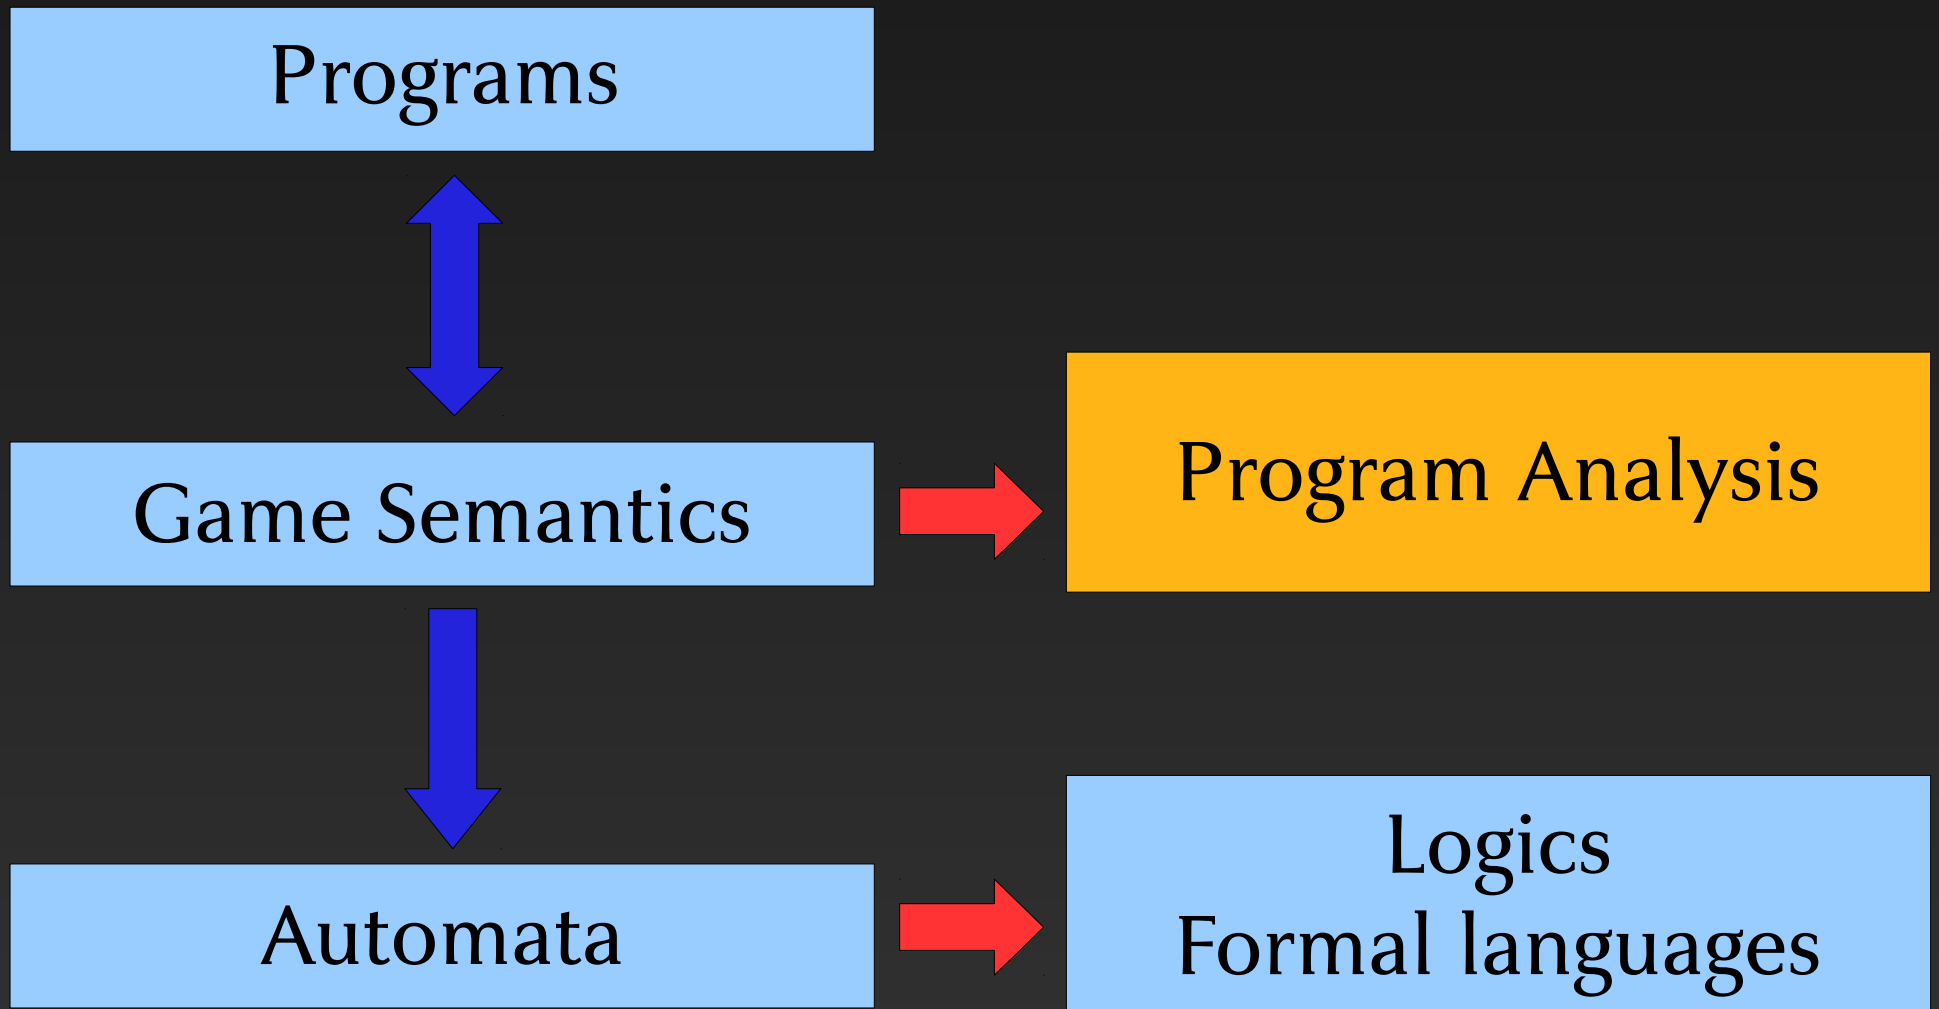 Programs
Game Semantics
Program Analysis
Automata
Logics
Formal languages